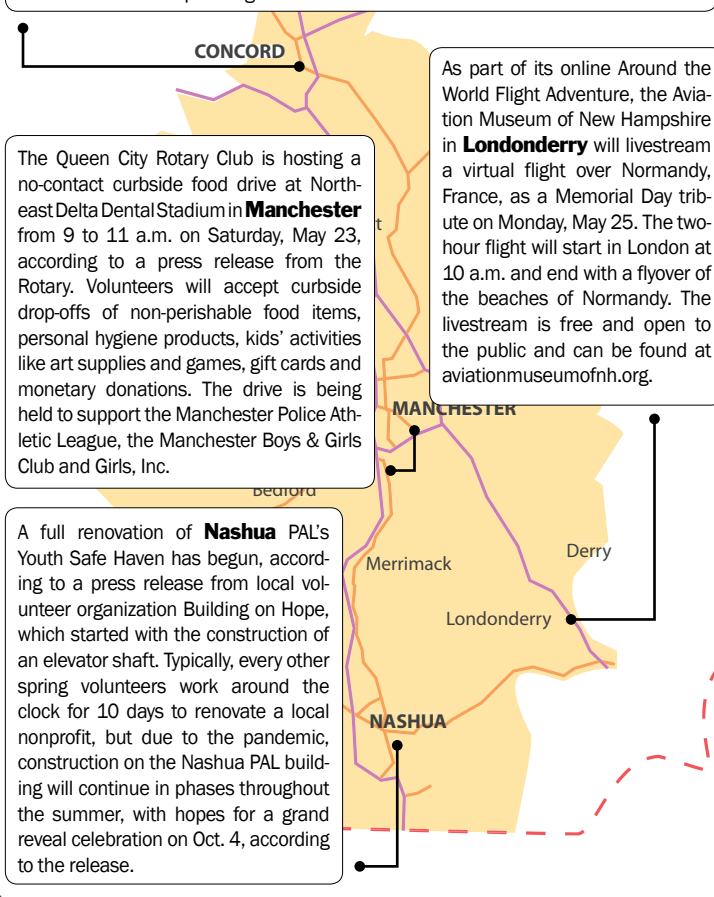 CONCORD
As part of its online Around the
World Flight Adventure, the Avia-
tion Museum of New Hampshire
in Londonderry will livestream
a virtual flight over Normandy,
France, as a Memorial Day trib-
ute on Monday, May 25. The two-
hour flight will start in London at
10 a.m. and end with a flyover of
the beaches of Normandy. The
livestream is free and open to
the public and can be found at
aviationmuseumofnh.org.
The Queen City Rotary Club is hosting a
no-contact curbside food drive at North-
east Delta Dental Stadium in Manchester
from 9 to 11 a.m. on Saturday, May 23,
according to a press release from the
Rotary. Volunteers will accept curbside
drop-offs of non-perishable food items,
personal hygiene products, kids’ activities
like art supplies and games, gift cards and
monetary donations. The drive is being
held to support the Manchester Police Ath-
letic League, the Manchester Boys & Girls
Club and Girls, Inc.
MANCHESTER
Bedford
A full renovation of Nashua PAL’s
Youth Safe Haven has begun, accord-
ing to a press release from local vol-
unteer organization Building on Hope,
which started with the construction of
an elevator shaft. Typically, every other
spring volunteers work around the
clock for 10 days to renovate a local
nonprofit, but due to the pandemic,
construction on the Nashua PAL build-
ing will continue in phases throughout
the summer, with hopes for a grand
reveal celebration on Oct. 4, according
to the release.
Merrimack
Derry
Londonderry
NASHUA